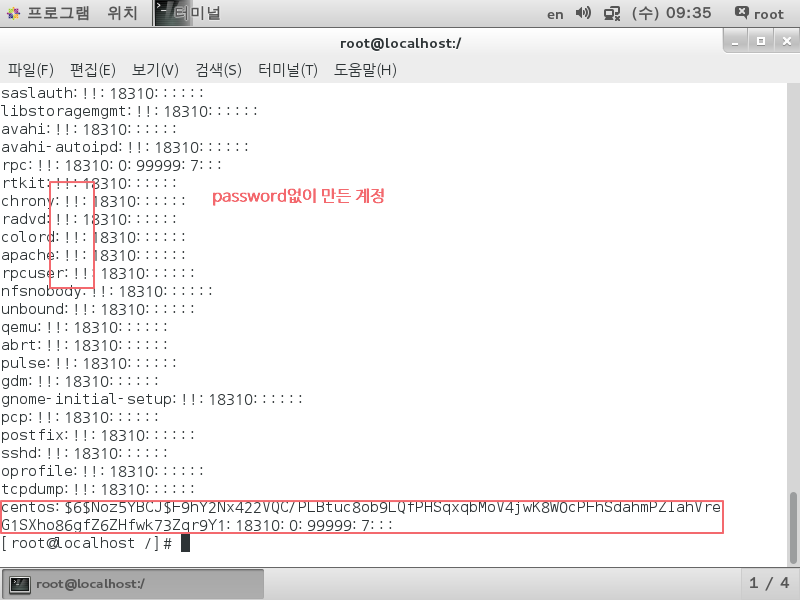 프로그램 위치 터미널 en (수) 09:35 root
root@localhost:/
파일(F) 편집(E) 보기(V) 검색(S) 터미널(T) 도움말(H)
saslauth:!!:18310::::::
libstoragemgmt:!!:18310::::::
avahi:!!:18310::::::
avahi-autoipd:!!:18310::::::
rpc:!!:18310:0:99999:7:::
rtkit:!!:18310::::::
chrony:!!:18310::::::
password없이 만든 계정
radvd:!!:18310::::::
colord:!!:18310::::::
apache:!!:18310::::::
rpcuser:!!:18310::::::
nfsnobody:!!:18310::::::
unbound:!!:18310::::::
qemu:!!:18310::::::
abrt:!!:18310::::::
pulse:!!:18310::::::
gdm:!!:18310::::::
gnome-initial-setup:!!:18310::::::
pcp:!!:18310::::::
postfix:!!:18310::::::
sshd:!!:18310::::::
oprofile:!!:18310::::::
tcpdump:!!:18310::::::
centos:$6$Noz5YBCJ$F9hY2Nx422VQC/PLBtuc8ob9LQfPHSqxqbMoV4jwK8W0cPFhSdahmPZIahVre
G1SXho86gfZ6ZHfwk73Zqr9Y1:18310:0:99999:7:::
[root@localhost /]#
root@localhost:/ 1 / 4